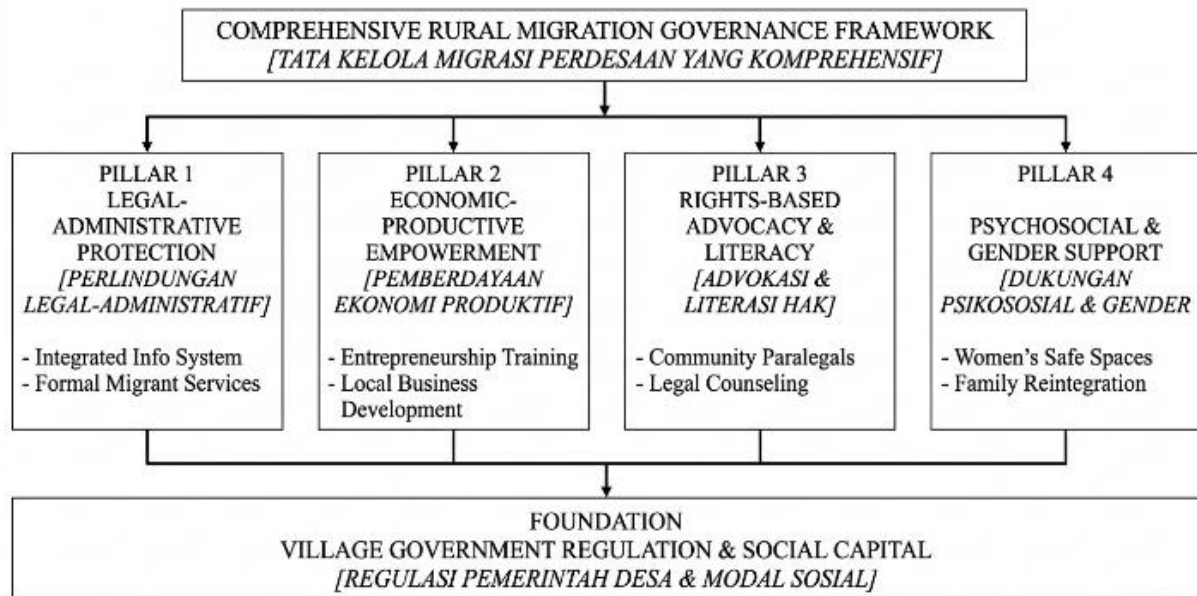 COMPREHENSIVE RURAL MIGRATION GOVERNANCE FRAMEWORK
[TATA KELOLA MIGRASI PERDESAAN YANG KOMPREHENSIF]
PILLAR 1
LEGAL-
ADMINISTRATIVE
PROTECTION
[PERLINDUNGAN
LEGAL-ADMINISTRATIF]
- Integrated Info System
- Formal Migrant Services
PILLAR 2
ECONOMIC-
PRODUCTIVE
EMPOWERMENT
[PEMBERDAYAAN
EKONOMI PRODUKTIF]
- Entrepreneurship Training
- Local Business
Development
PILLAR 3
RIGHTS-BASED
ADVOCACY &
LITERACY
[ADVOKASI &
LITERASI HAK]
- Community Paralegals
- Legal Counseling
PILLAR 4
PSYCHOSOCIAL &
GENDER SUPPORT
[DUKUNGAN
PSIKOSOSIAL & GENDER]
- Women's Safe Spaces
- Family Reintegration
FOUNDATION
VILLAGE GOVERNMENT REGULATION & SOCIAL CAPITAL
[REGULASI PEMERINTAH DESA & MODAL SOSIAL]